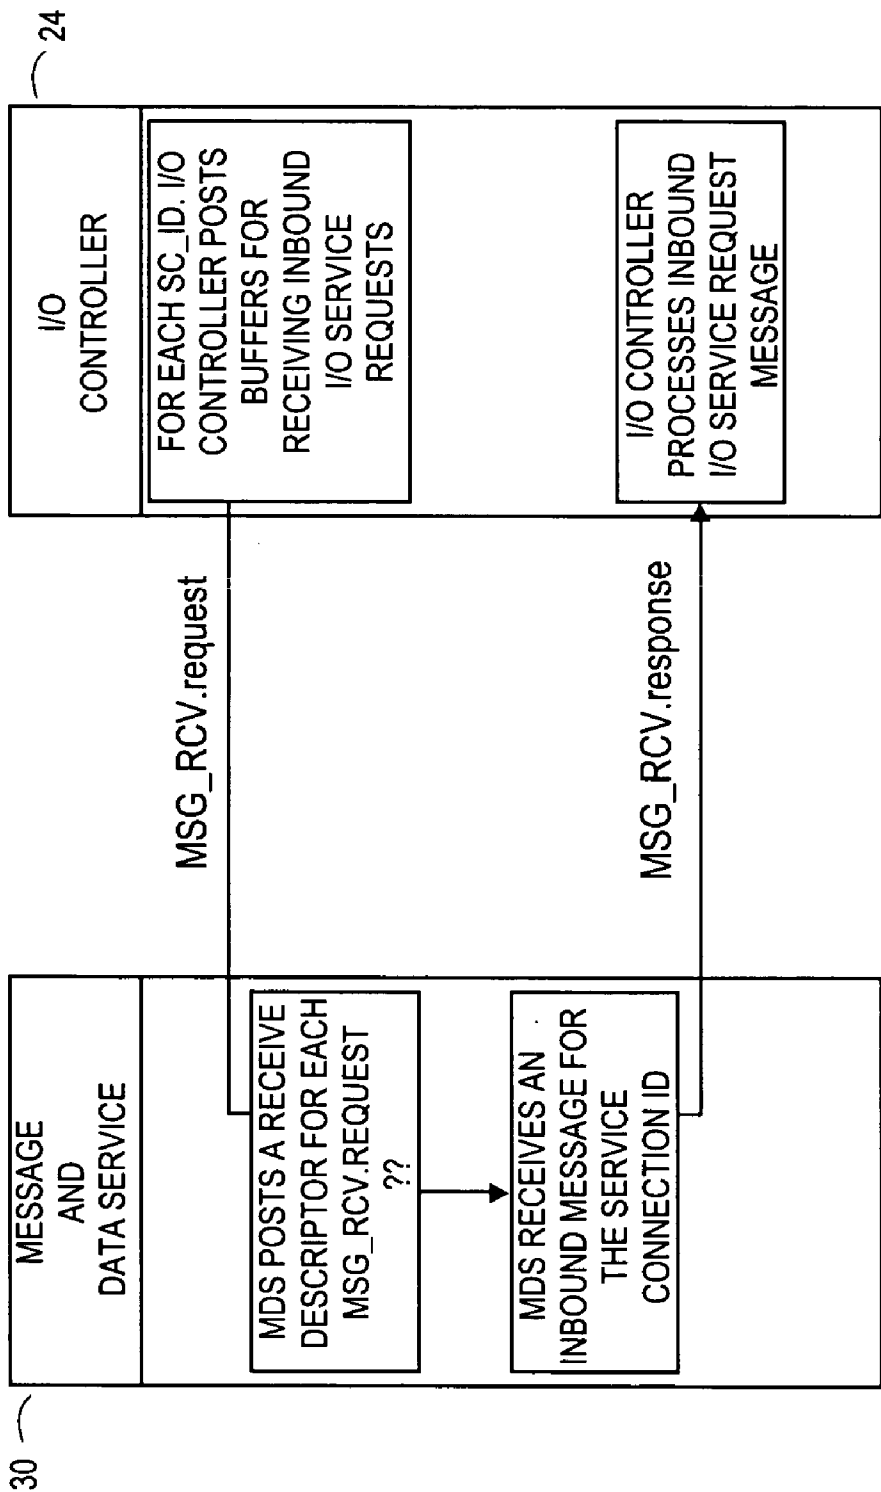 30
MESSAGE
AND
DATA SERVICE
MDS POSTS A RECEIVE
DESCRIPTOR FOR EACH
MSG_RCV.REQUEST
??
MDS RECEIVES AN
INBOUND MESSAGE FOR
THE SERVICE
CONNECTION ID
MSG_RCV.request
MSG_RCV.response
24
I/O
CONTROLLER
FOR EACH SC_ID. I/O
CONTROLLER POSTS
BUFFERS FOR
RECEIVING INBOUND
I/O SERVICE
REQUESTS
I/O CONTROLLER
PROCESSES INBOUND
I/O SERVICE REQUEST
MESSAGE